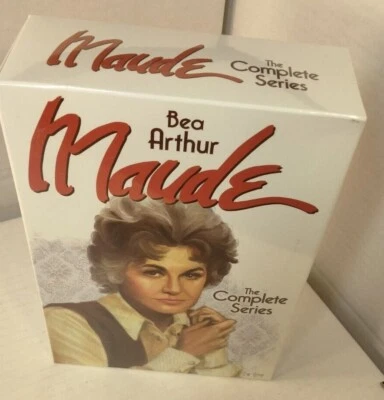 Maude
The
Complete
Series
Bea
Arthur
Maude
The
Complete
Series